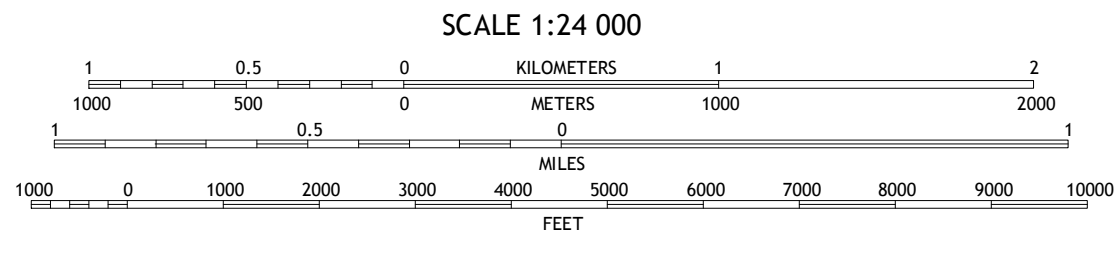 SCALE 1:24 000
1 0.5 0 KILOMETERS 1 2
1000 500 0 METERS 1000 2000
1 0.5 0 1
MILES
1000 0 1000 2000 3000 4000 5000 6000 7000 8000 9000 10000
FEET